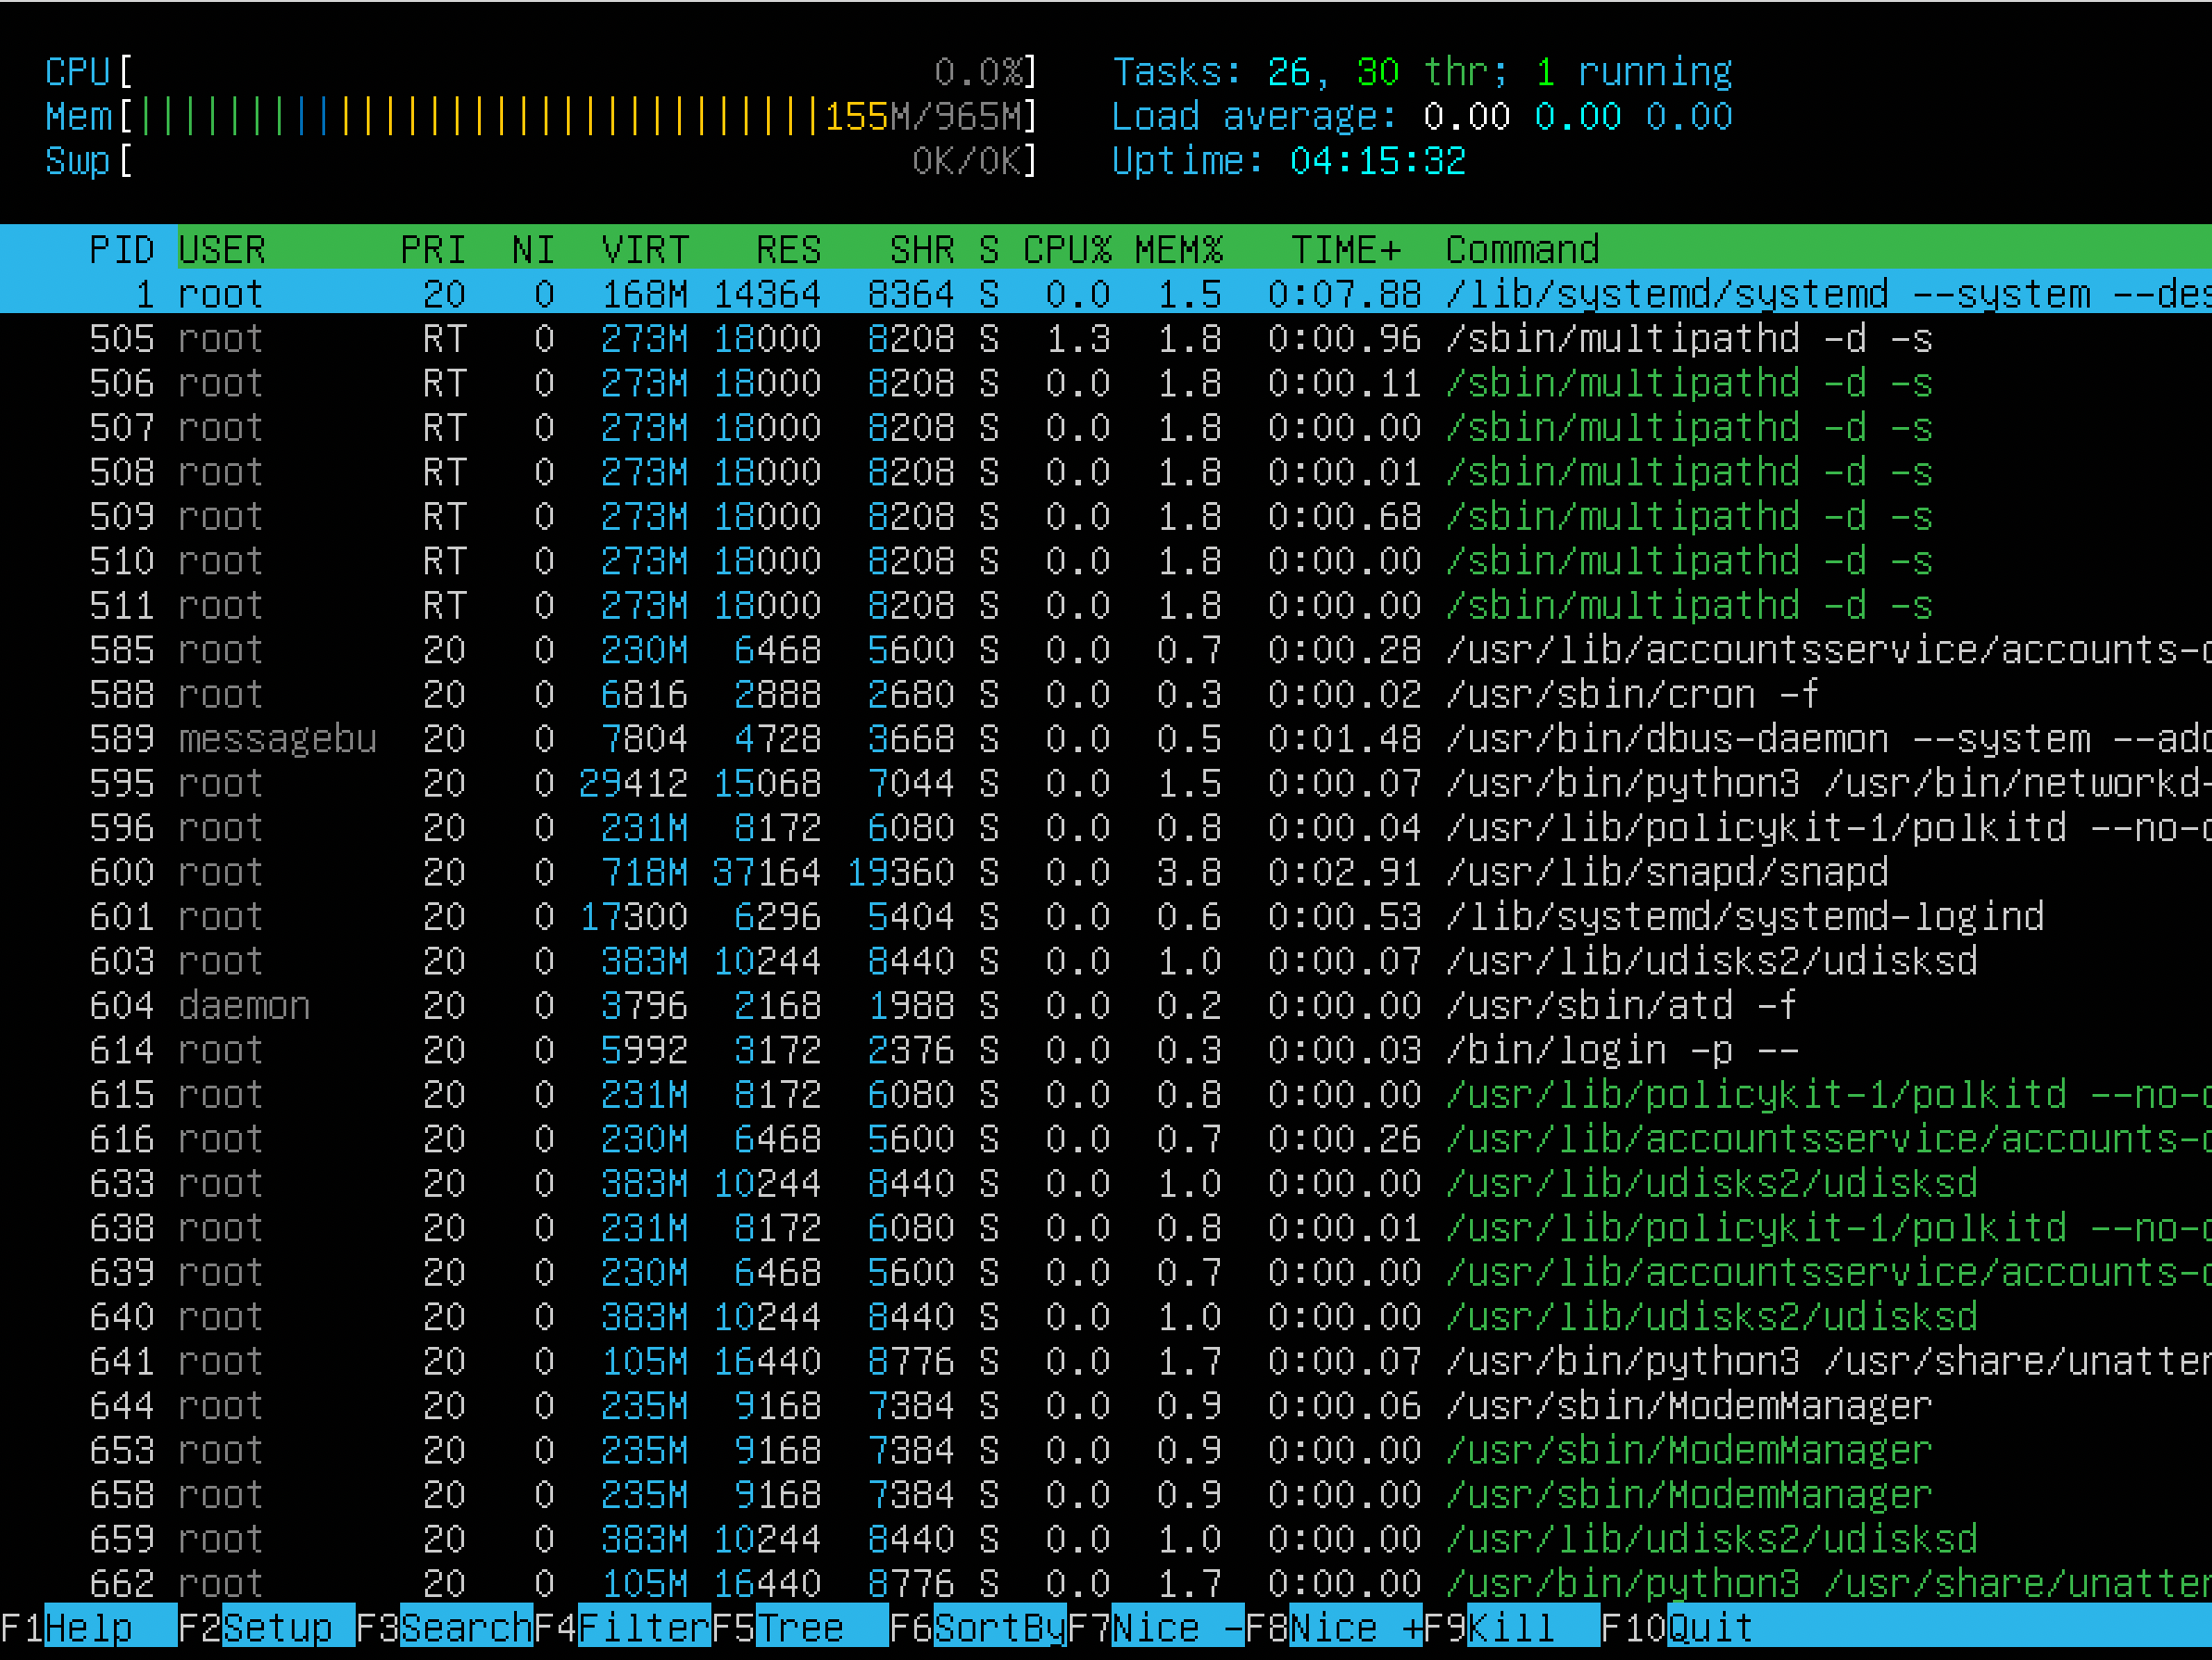 CPU[ 0.0%] Tasks: 26, 30 thr; 1 running
Mem[|||||||||||||||||||||||||||||||155M/965M] Load average: 0.00 0.00 0.00
Swp[ 0K/0K] Uptime: 04:15:32
PID USER PRI NI VIRT RES SHR S CPU% MEM% TIME+ Command
1 root 20 0 168M 14364 8364 S 0.0 1.5 0:07.88 /lib/systemd/systemd --system --des
505 root RT 0 273M 18000 8208 S 1.3 1.8 0:00.96 /sbin/multipathd -d -s
506 root RT 0 273M 18000 8208 S 0.0 1.8 0:00.11 /sbin/multipathd -d -s
507 root RT 0 273M 18000 8208 S 0.0 1.8 0:00.00 /sbin/multipathd -d -s
508 root RT 0 273M 18000 8208 S 0.0 1.8 0:00.01 /sbin/multipathd -d -s
509 root RT 0 273M 18000 8208 S 0.0 1.8 0:00.68 /sbin/multipathd -d -s
510 root RT 0 273M 18000 8208 S 0.0 1.8 0:00.00 /sbin/multipathd -d -s
511 root RT 0 273M 18000 8208 S 0.0 1.8 0:00.00 /sbin/multipathd -d -s
585 root 20 0 230M 6468 5600 S 0.0 0.7 0:00.28 /usr/lib/accountsservice/accounts-d
588 root 20 0 6816 2888 2680 S 0.0 0.3 0:00.02 /usr/sbin/cron -f
589 messagebu 20 0 7804 4728 3668 S 0.0 0.5 0:01.48 /usr/bin/dbus-daemon --system --add
595 root 20 0 29412 15068 7044 S 0.0 1.5 0:00.07 /usr/bin/python3 /usr/bin/networkd-
596 root 20 0 231M 8172 6080 S 0.0 0.8 0:00.04 /usr/lib/policykit-1/polkitd --no-d
600 root 20 0 718M 37164 19360 S 0.0 3.8 0:02.91 /usr/lib/snapd/snapd
601 root 20 0 17300 6296 5404 S 0.0 0.6 0:00.53 /lib/systemd/systemd-logind
603 root 20 0 383M 10244 8440 S 0.0 1.0 0:00.07 /usr/lib/udisks2/udisksd
604 daemon 20 0 3796 2168 1988 S 0.0 0.2 0:00.00 /usr/sbin/atd -f
614 root 20 0 5992 3172 2376 S 0.0 0.3 0:00.03 /bin/login -p --
615 root 20 0 231M 8172 6080 S 0.0 0.8 0:00.00 /usr/lib/policykit-1/polkitd --no-d
616 root 20 0 230M 6468 5600 S 0.0 0.7 0:00.26 /usr/lib/accountsservice/accounts-d
633 root 20 0 383M 10244 8440 S 0.0 1.0 0:00.00 /usr/lib/udisks2/udisksd
638 root 20 0 231M 8172 6080 S 0.0 0.8 0:00.01 /usr/lib/policykit-1/polkitd --no-d
639 root 20 0 230M 6468 5600 S 0.0 0.7 0:00.00 /usr/lib/accountsservice/accounts-d
640 root 20 0 383M 10244 8440 S 0.0 1.0 0:00.00 /usr/lib/udisks2/udisksd
641 root 20 0 105M 16440 8776 S 0.0 1.7 0:00.07 /usr/bin/python3 /usr/share/unatten
644 root 20 0 235M 9168 7384 S 0.0 0.9 0:00.06 /usr/sbin/ModemManager
653 root 20 0 235M 9168 7384 S 0.0 0.9 0:00.00 /usr/sbin/ModemManager
658 root 20 0 235M 9168 7384 S 0.0 0.9 0:00.00 /usr/sbin/ModemManager
659 root 20 0 383M 10244 8440 S 0.0 1.0 0:00.00 /usr/lib/udisks2/udisksd
662 root 20 0 105M 16440 8776 S 0.0 1.7 0:00.00 /usr/bin/python3 /usr/share/unatten
F1Help F2Setup F3SearchF4FilterF5Tree F6SortByF7Nice -F8Nice +F9Kill F10Quit